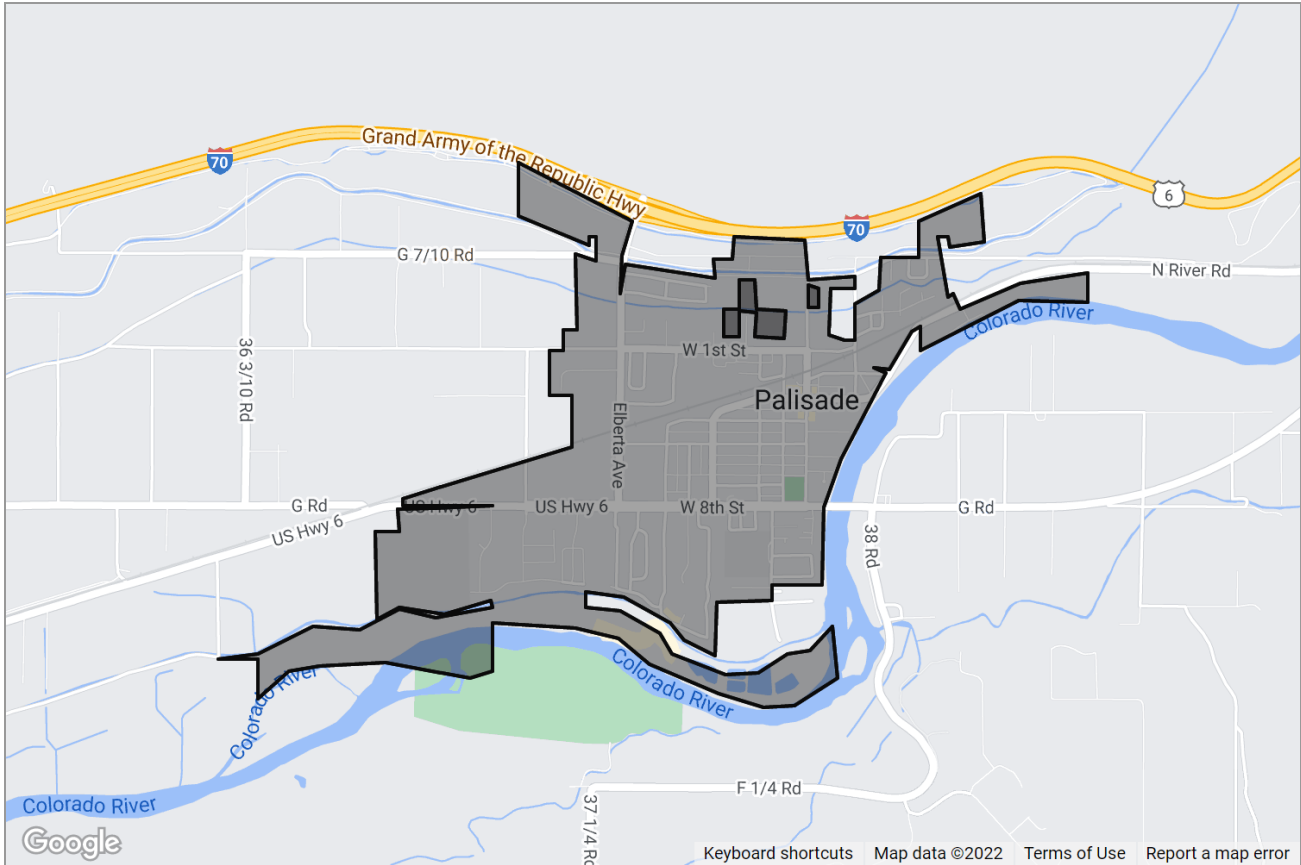 Grand Army of the Republic Hwy
70
70
6
G 7/10 Rd
N River Rd
Colorado River
W 1st St
36 3/10 Rd
Palisade
Elberta Ave
G Rd
US Hwy 6
US Hwy 6
W 8th St
G Rd
US Hwy 6
38 Rd
Colorado River
Colorado River
Colorado River
F 1/4 Rd
37 1/4 Rd
Google
Keyboard shortcuts
Map data ©2022
Terms of Use
Report a map error